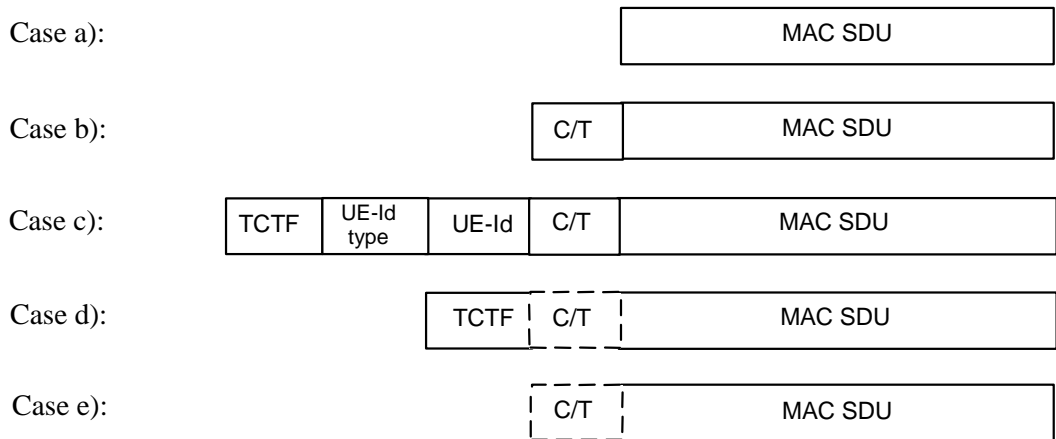 Case a): MAC SDU
Case b): C/T MAC SDU
Case c): TCTF UE-Id type UE-Id C/T MAC SDU
Case d): TCTF C/T MAC SDU
Case e): C/T MAC SDU